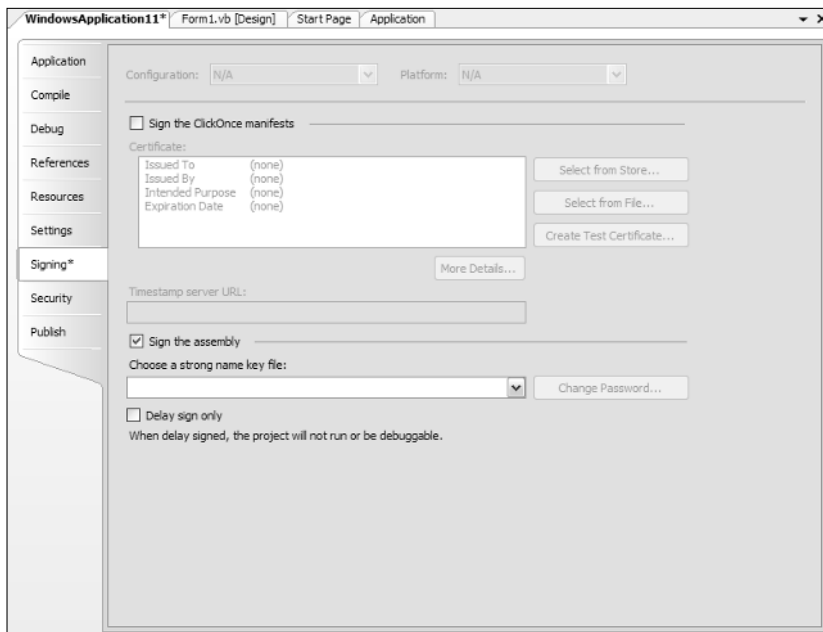 WindowsApplication11* Form1.vb [Design] Start Page Application
Application
Compile
Debug
References
Resources
Settings
Signing*
Security
Publish
Configuration: N/A Platform: N/A
Sign the ClickOnce manifests
Certificate:
Issued To (none)
Issued By (none)
Intended Purpose (none)
Expiration Date (none)
Select from Store...
Select from File...
Create Test Certificate...
More Details...
Timestamp server URL:
Sign the assembly
Choose a strong name key file:
Change Password...
Delay sign only
When delay signed, the project will not run or be debuggable.